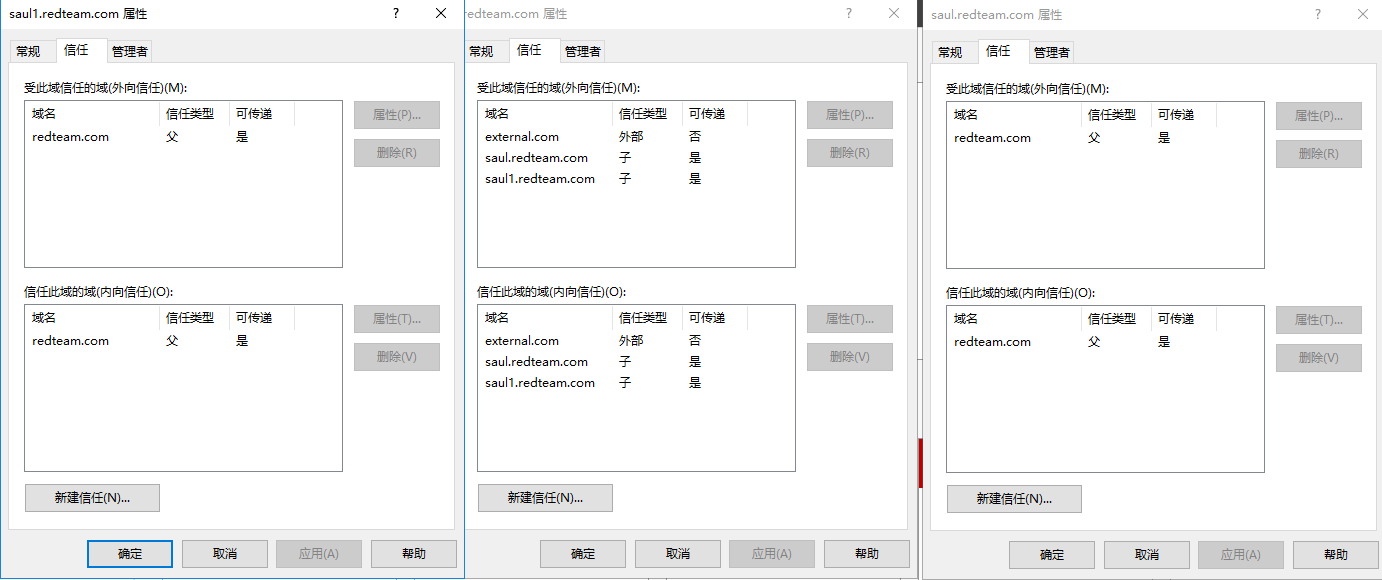 saul1.redteam.com 属性
常规 信任 管理者
受此域信任的域(外向信任)(M):
域名 信任类型 可传递
redteam.com 父 是
属性(P)...
删除(R)
信任此域的域(内向信任)(O):
域名 信任类型 可传递
redteam.com 父 是
属性(T)...
删除(V)
新建信任(N)...
确定 取消 应用(A) 帮助
redteam.com 属性
常规 信任 管理者
受此域信任的域(外向信任)(M):
域名 信任类型 可传递
external.com 外部 否
saul.redteam.com 子 是
saul1.redteam.com 子 是
属性(P)...
删除(R)
信任此域的域(内向信任)(O):
域名 信任类型 可传递
external.com 外部 否
saul.redteam.com 子 是
saul1.redteam.com 子 是
属性(T)...
删除(V)
新建信任(N)...
确定 取消 应用(A) 帮助
saul.redteam.com 属性
常规 信任 管理者
受此域信任的域(外向信任)(M):
域名 信任类型 可传递
redteam.com 父 是
属性(P)...
删除(R)
信任此域的域(内向信任)(O):
域名 信任类型 可传递
redteam.com 父 是
属性(T)...
删除(V)
新建信任(N)...
确定 取消 应用(A) 帮助